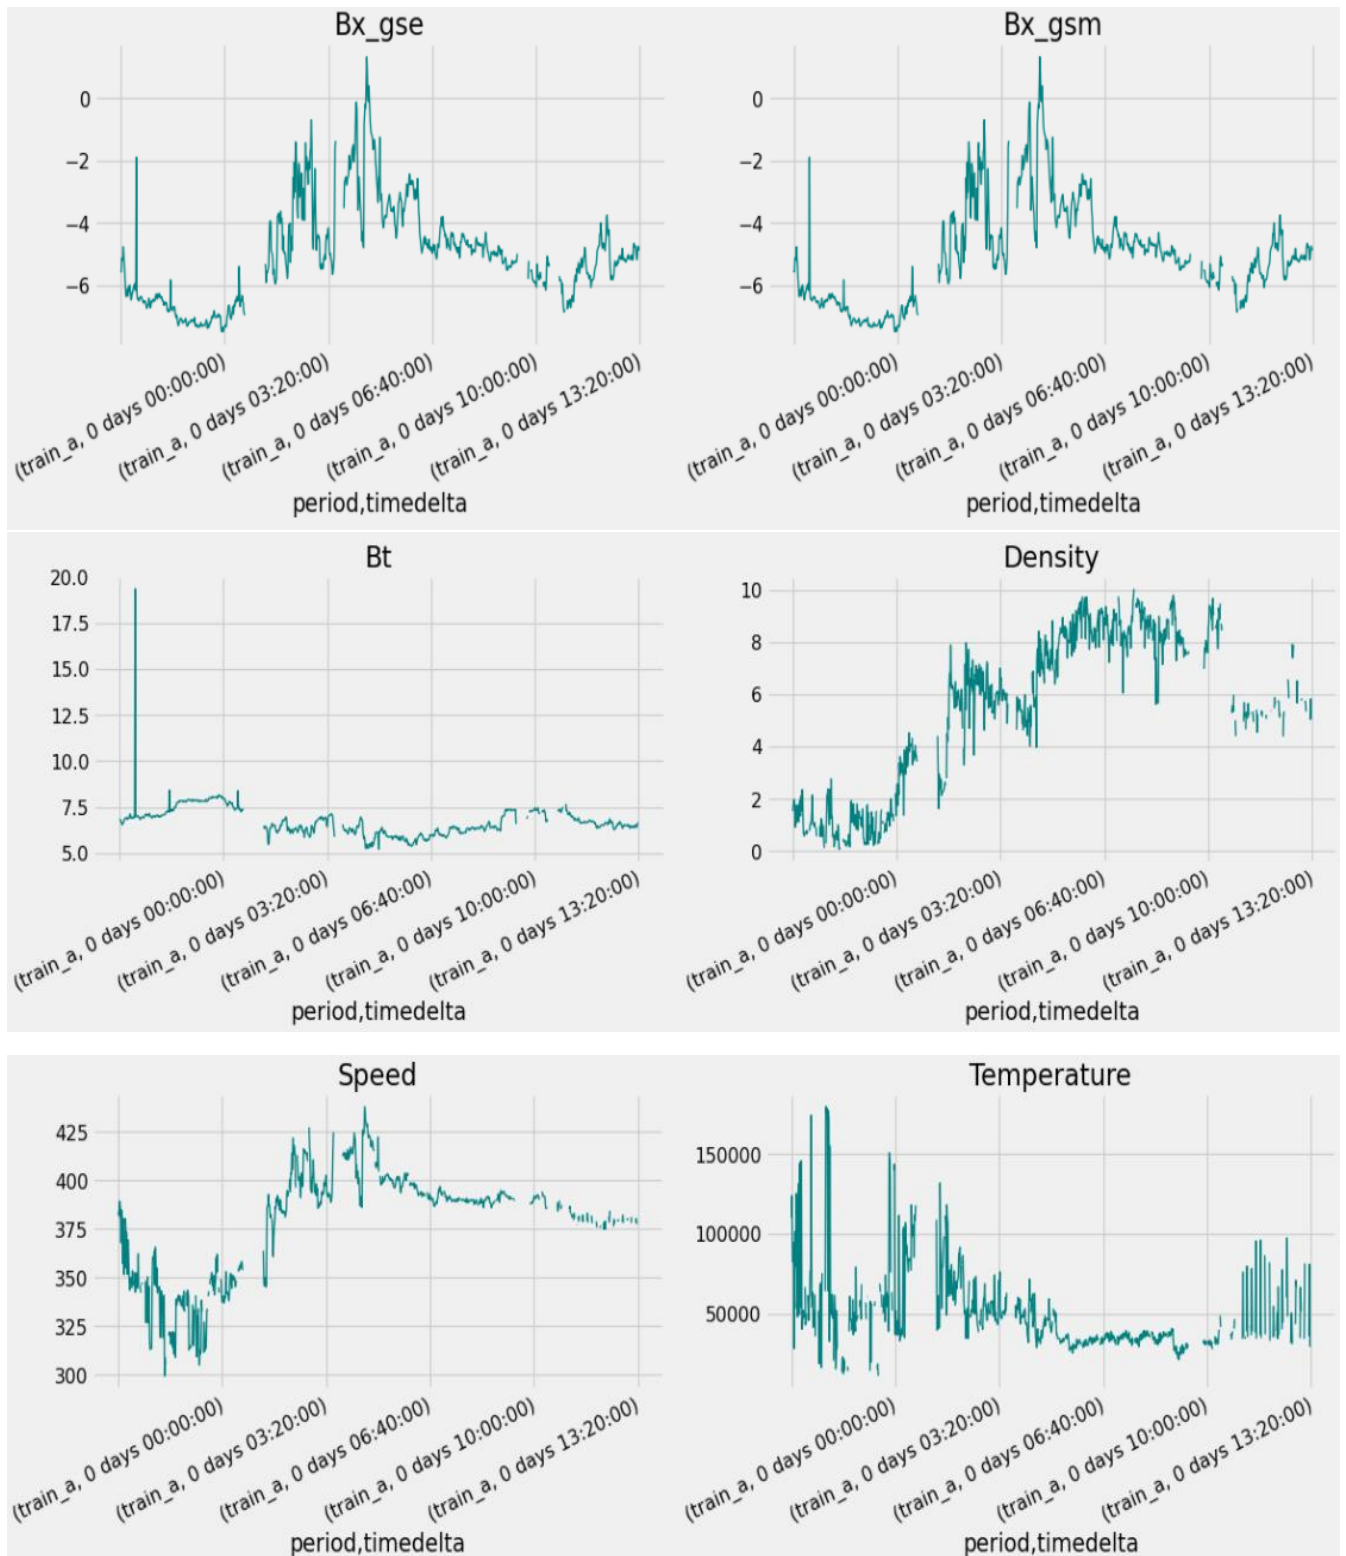 Bx_gse
0
−2
−4
−6
(train_a, 0 days 00:00:00)
(train_a, 0 days 03:20:00)
(train_a, 0 days 06:40:00)
(train_a, 0 days 10:00:00)
(train_a, 0 days 13:20:00)
period,timedelta
Bx_gsm
0
−2
−4
−6
(train_a, 0 days 00:00:00)
(train_a, 0 days 03:20:00)
(train_a, 0 days 06:40:00)
(train_a, 0 days 10:00:00)
(train_a, 0 days 13:20:00)
period,timedelta
Bt
20.0
17.5
15.0
12.5
10.0
7.5
5.0
(train_a, 0 days 00:00:00)
(train_a, 0 days 03:20:00)
(train_a, 0 days 06:40:00)
(train_a, 0 days 10:00:00)
(train_a, 0 days 13:20:00)
period,timedelta
Density
10
8
6
4
2
0
(train_a, 0 days 00:00:00)
(train_a, 0 days 03:20:00)
(train_a, 0 days 06:40:00)
(train_a, 0 days 10:00:00)
(train_a, 0 days 13:20:00)
period,timedelta
Speed
425
400
375
350
325
300
(train_a, 0 days 00:00:00)
(train_a, 0 days 03:20:00)
(train_a, 0 days 06:40:00)
(train_a, 0 days 10:00:00)
(train_a, 0 days 13:20:00)
period,timedelta
Temperature
150000
100000
50000
(train_a, 0 days 00:00:00)
(train_a, 0 days 03:20:00)
(train_a, 0 days 06:40:00)
(train_a, 0 days 10:00:00)
(train_a, 0 days 13:20:00)
period,timedelta